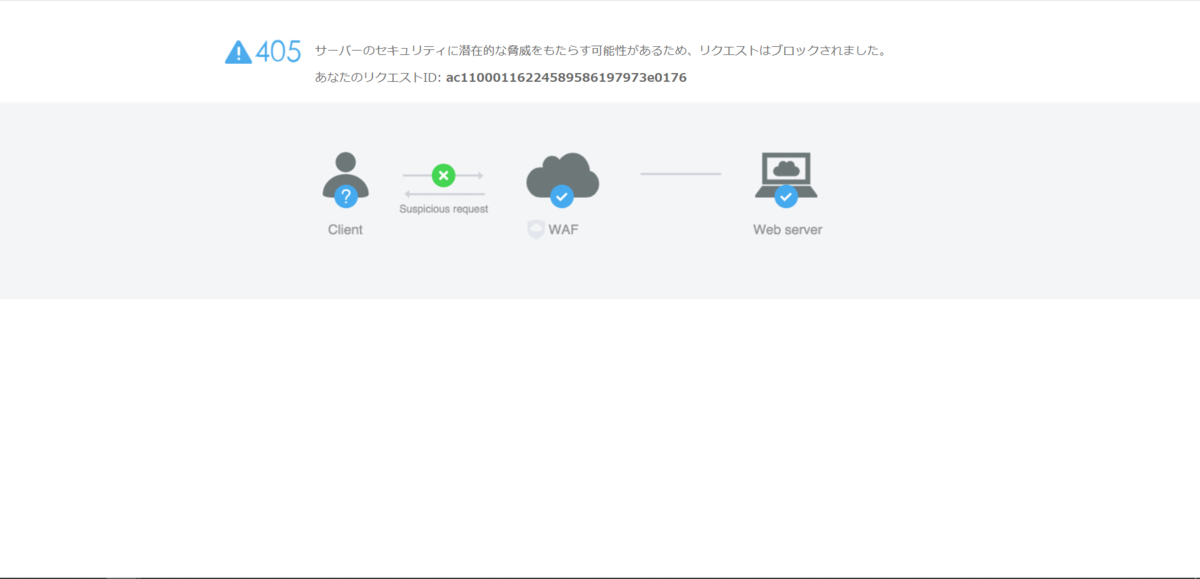 405 サーバーのセキュリティに潜在的な脅威をもたらす可能性があるため、リクエストはブロックされました。
あなたのリクエストID: ac11000116224589586197973e0176
Suspicious request
Client
WAF
Web server